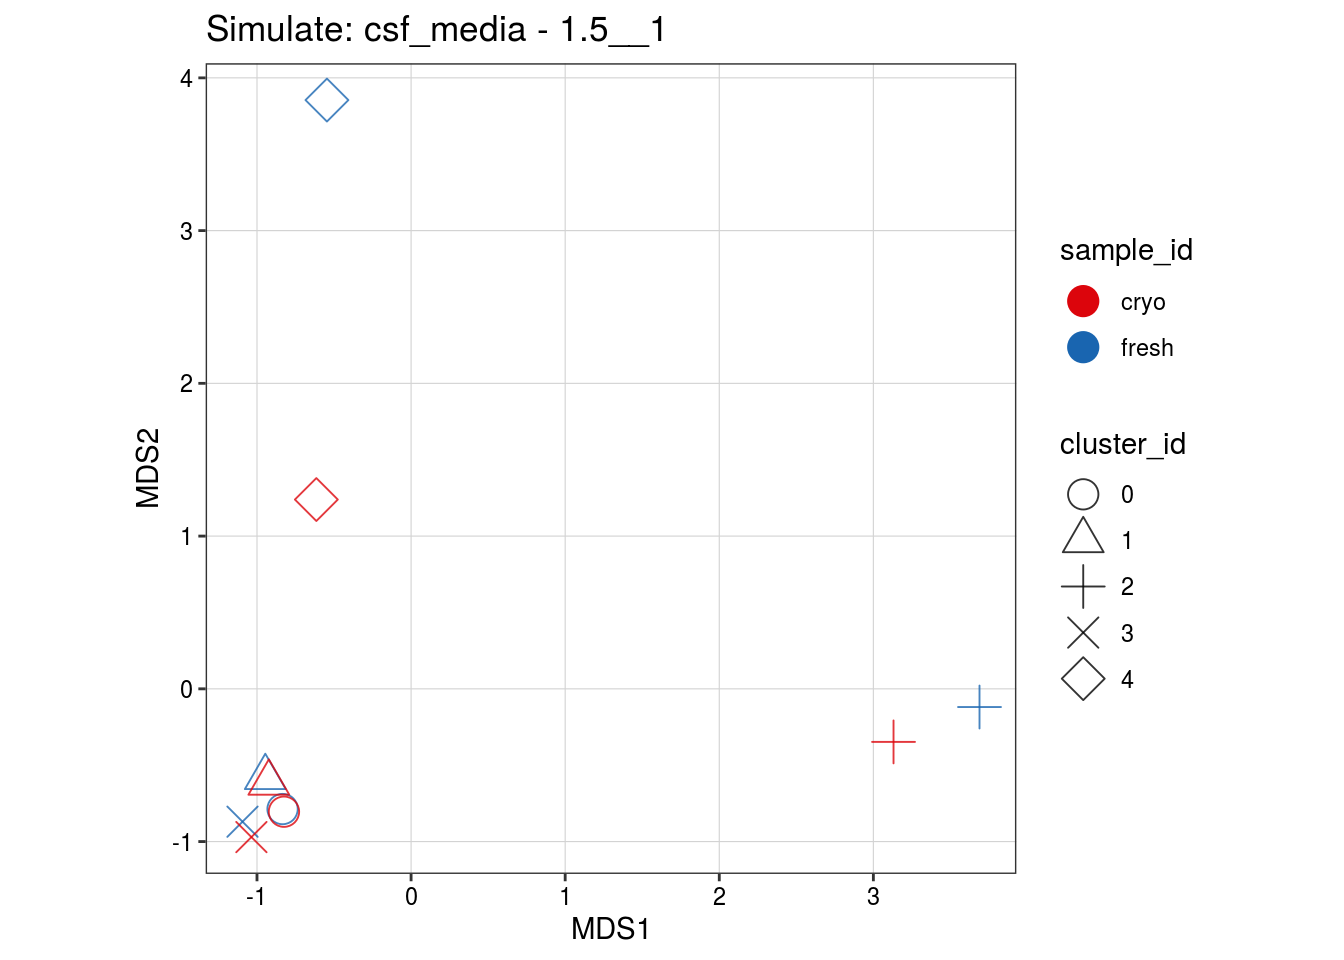 Simulate: csf_media - 1.5__1
4
3
2
1
0
-1
MDS2
-1 0 1 2 3
MDS1
sample_id
cryo
fresh
cluster_id
0
1
2
3
4